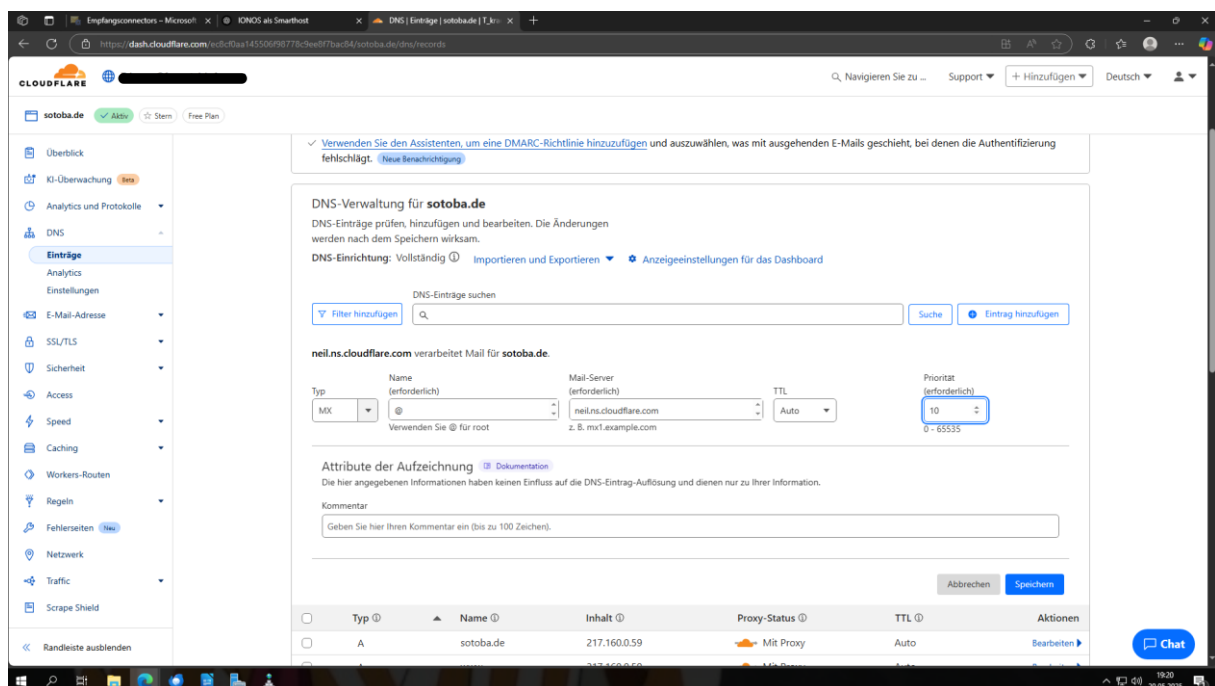 Empfangsconnectors – Microsoft
IONOS als Smarthost
DNS | Einträge | sotoba.de | T_kro
https://dash.cloudflare.com/ec8cf0aa145506f98778c9ee8f7bac84/sotoba.de/dns/records
CLOUDFLARE
Navigieren Sie zu ...
Support
+ Hinzufügen
Deutsch
sotoba.de
Aktiv
Stern
Free Plan
Überblick
KI-Überwachung Beta
Analytics und Protokolle
DNS
Einträge
Analytics
Einstellungen
E-Mail-Adresse
SSL/TLS
Sicherheit
Access
Speed
Caching
Workers-Routen
Regeln
Fehlerseiten Neu
Netzwerk
Traffic
Scrape Shield
Randleiste ausblenden
Verwenden Sie den Assistenten, um eine DMARC-Richtlinie hinzuzufügen und auszuwählen, was mit ausgehenden E-Mails geschieht, bei denen die Authentifizierung
fehlschlägt. Neue Benachrichtigung
DNS-Verwaltung für sotoba.de
DNS-Einträge prüfen, hinzufügen und bearbeiten. Die Änderungen
werden nach dem Speichern wirksam.
DNS-Einrichtung: Vollständig Importieren und Exportieren Anzeigeeinstellungen für das Dashboard
DNS-Einträge suchen
Filter hinzufügen
Suche
Eintrag hinzufügen
neil.ns.cloudflare.com verarbeitet Mail für sotoba.de.
Typ
Name
(erforderlich)
Mail-Server
(erforderlich)
TTL
Priorität
(erforderlich)
MX
@
neil.ns.cloudflare.com
Auto
10
Verwenden Sie @ für root
z. B. mx1.example.com
0 - 65535
Attribute der Aufzeichnung Dokumentation
Die hier angegebenen Informationen haben keinen Einfluss auf die DNS-Eintrag-Auflösung und dienen nur zu Ihrer Information.
Kommentar
Geben Sie hier Ihren Kommentar ein (bis zu 100 Zeichen).
Abbrechen
Speichern
Typ Name Inhalt Proxy-Status TTL Aktionen
A sotoba.de 217.160.0.59 Mit Proxy Auto Bearbeiten
Chat
19:20